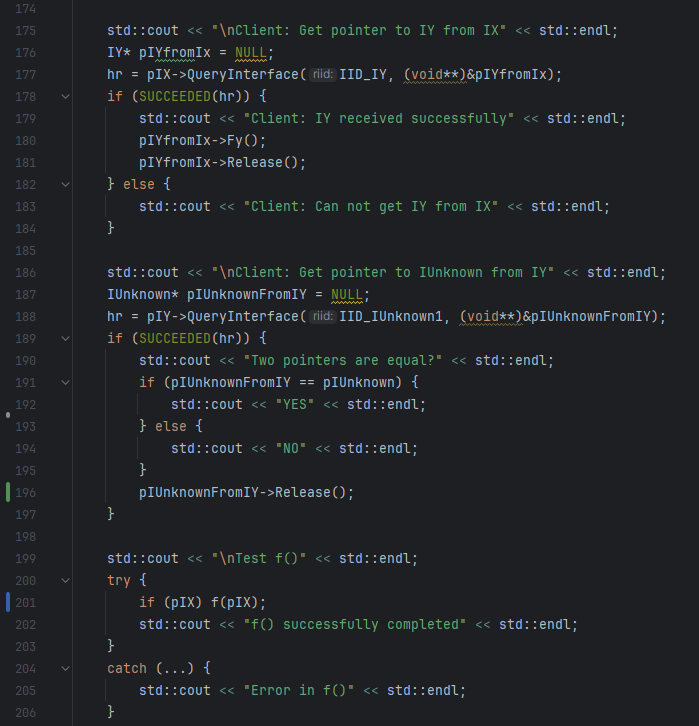 174
175 std::cout << "\nClient: Get pointer to IY from IX" << std::endl;
176 IY* pIYfromIx = NULL;
177 hr = pIX->QueryInterface( riid: IID_IY, (void**)&pIYfromIx);
178 if (SUCCEEDED(hr)) {
179 std::cout << "Client: IY received successfully" << std::endl;
180 pIYfromIx->Fy();
181 pIYfromIx->Release();
182 } else {
183 std::cout << "Client: Can not get IY from IX" << std::endl;
184 }
185
186 std::cout << "\nClient: Get pointer to IUnknown from IY" << std::endl;
187 IUnknown* pIUnknownFromIY = NULL;
188 hr = pIY->QueryInterface( riid: IID_IUnknown1, (void**)&pIUnknownFromIY);
189 if (SUCCEEDED(hr)) {
190 std::cout << "Two pointers are equal?" << std::endl;
191 if (pIUnknownFromIY == pIUnknown) {
192 std::cout << "YES" << std::endl;
193 } else {
194 std::cout << "NO" << std::endl;
195 }
196 pIUnknownFromIY->Release();
197 }
198
199 std::cout << "\nTest f()" << std::endl;
200 try {
201 if (pIX) f(pIX);
202 std::cout << "f() successfully completed" << std::endl;
203 }
204 catch (...) {
205 std::cout << "Error in f()" << std::endl;
206 }